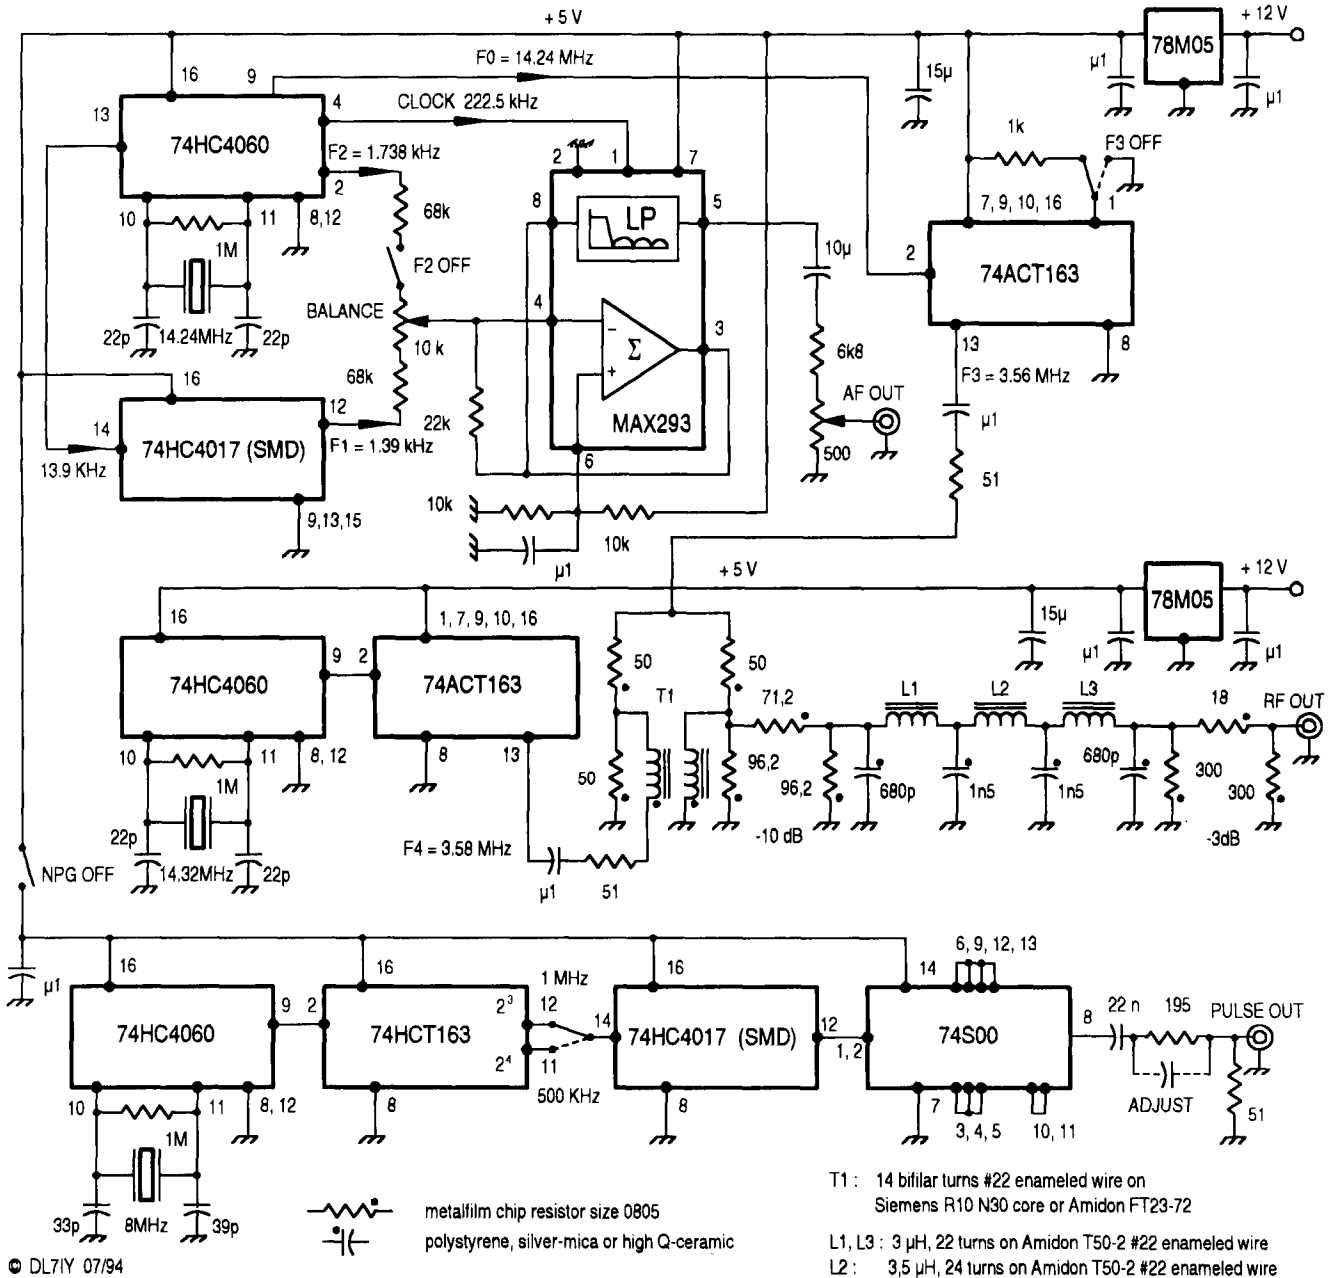 + 5 V
+ 12 V
78M05
µ1
µ1
15µ
F0 = 14.24 MHz
16
9
13
4
CLOCK 222.5 kHz
74HC4060
F2 = 1.738 kHz
2
10
11
8,12
1M
22p
14.24MHz
22p
68k
F2 OFF
BALANCE
10 k
68k
2
1
7
8
LP
5
4
3
Σ
−
+
MAX293
6
22k
10k
10k
µ1
10µ
6k8
AF OUT
500
1k
F3 OFF
7, 9, 10, 16
1
2
74ACT163
13
8
F3 = 3.56 MHz
µ1
51
16
12
14
74HC4017 (SMD)
F1 = 1.39 kHz
13.9 KHz
9,13,15
+ 5 V
+ 12 V
78M05
15µ
µ1
µ1
16
1, 7, 9, 10, 16
74HC4060
9
2
74ACT163
10
11
8, 12
8
13
1M
22p
14.32MHz
22p
F4 = 3.58 MHz
µ1
51
50
50
T1
50
96,2
71,2
96,2
-10 dB
680p
L1
L2
L3
1n5
1n5
680p
18
RF OUT
300
300
-3dB
NPG OFF
µ1
16
74HC4060
9
2
10
11
8, 12
1M
33p
8MHz
39p
16
74HCT163
2³
2⁴
8
1 MHz
12
11
500 KHz
14
16
74HC4017 (SMD)
12
8
1, 2
14
6, 9, 12, 13
74S00
8
7
3, 4, 5
10, 11
22 n
195
PULSE OUT
ADJUST
51
metalfilm chip resistor size 0805
polystyrene, silver-mica or high Q-ceramic
T1 : 14 bifilar turns #22 enameled wire on
Siemens R10 N30 core or Amidon FT23-72
L1, L3 : 3 µH, 22 turns on Amidon T50-2 #22 enameled wire
L2 : 3,5 µH, 24 turns on Amidon T50-2 #22 enameled wire
© DL7IY 07/94